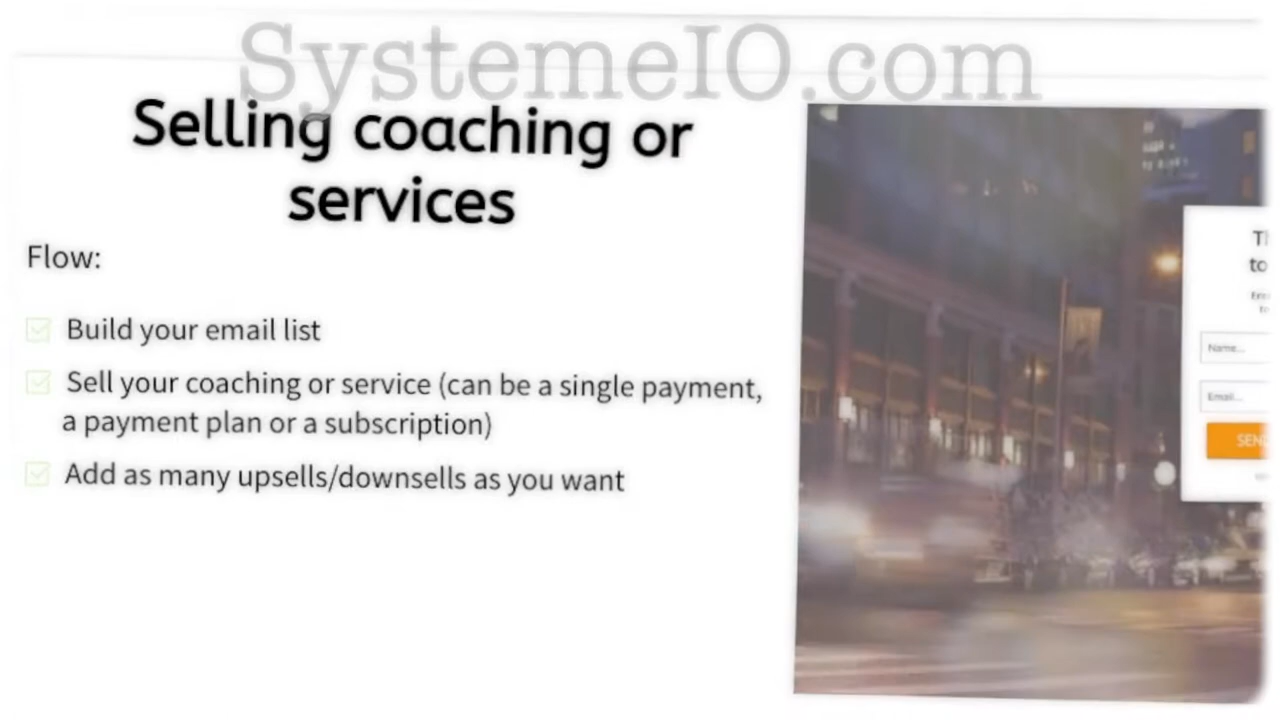 SystemeIO.com
Selling coaching or
services
Flow:
Build your email list
Sell your coaching or service (can be a single payment,
a payment plan or a subscription)
Add as many upsells/downsells as you want
to
Name...
Email...